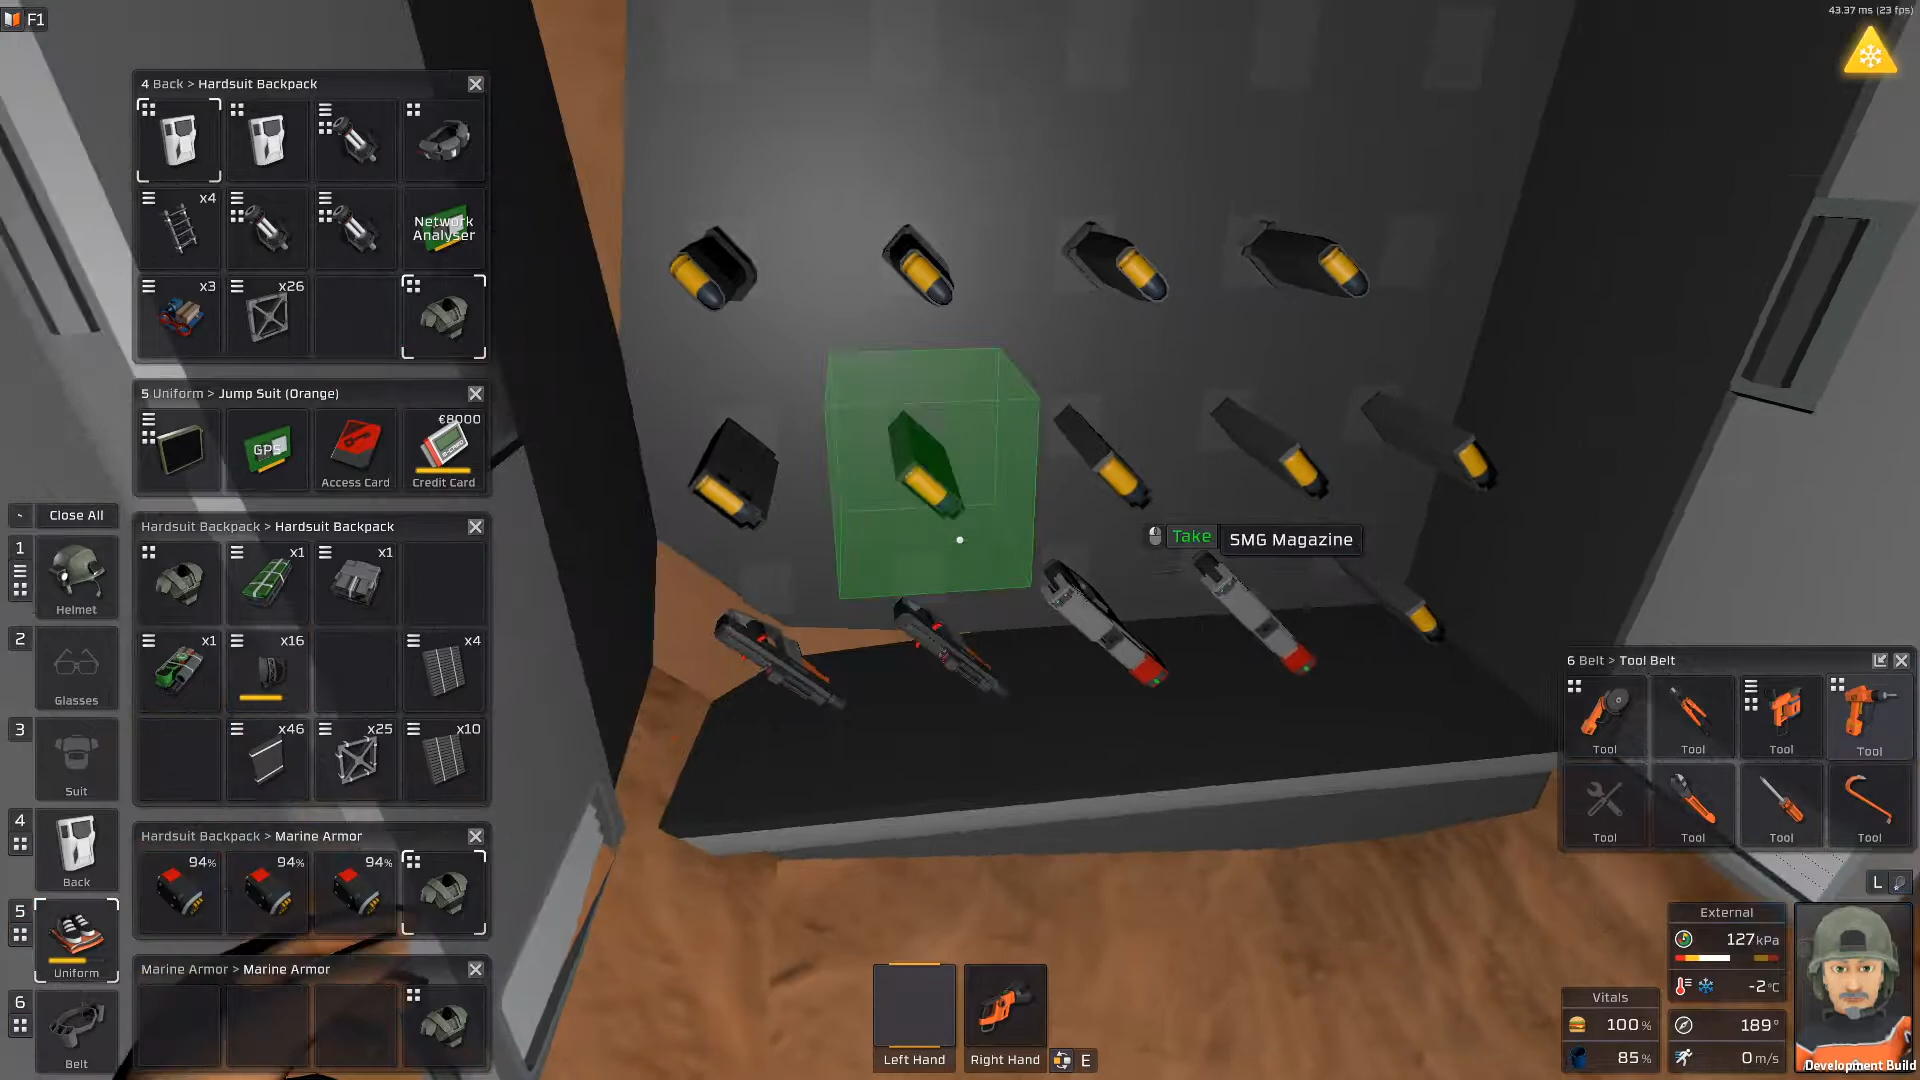 F1
43.37 ms (23 fps)
4 Back > Hardsuit Backpack
x4
Network
Analyser
x3
x26
5 Uniform > Jump Suit (Orange)
€8000
GPS
Access Card
Credit Card
Close All
Hardsuit Backpack > Hardsuit Backpack
1
x1
x1
Helmet
2
x1
x16
x4
Glasses
3
x46
x25
x10
Suit
4
Hardsuit Backpack > Marine Armor
94%
94%
94%
Back
5
Uniform
Marine Armor > Marine Armor
6
Belt
Take
SMG Magazine
6 Belt > Tool Belt
Tool
Tool
Tool
Tool
Tool
Tool
Tool
Tool
L
External
127 kPa
-2°C
Vitals
100 %
189°
85 %
0 m/s
Development Build
Left Hand
Right Hand
E